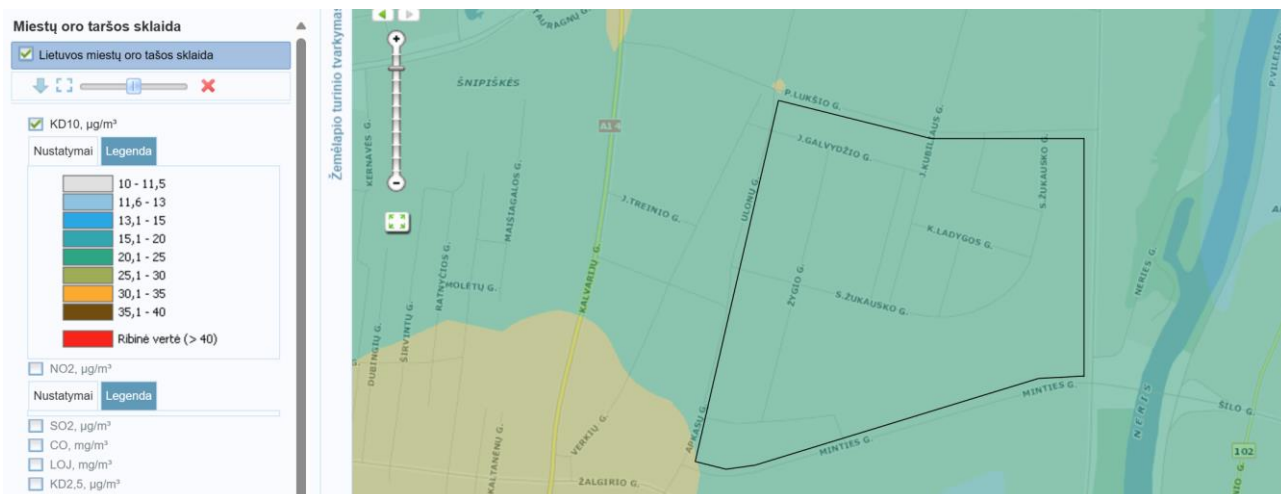 Miestų oro taršos sklaida
Lietuvos miestų oro tašos sklaida
KD10, µg/m³
Nustatymai Legenda
10 - 11,5
11,6 - 13
13,1 - 15
15,1 - 20
20,1 - 25
25,1 - 30
30,1 - 35
35,1 - 40
Ribinė vertė (> 40)
NO2, µg/m³
Nustatymai Legenda
SO2, µg/m³
CO, mg/m³
LOJ, mg/m³
KD2,5, µg/m³
Žemėlapio turinio tvarkymas
TAURAGNŲ G.
ŠNIPIŠKĖS
KERNAVĖS G.
MAIŠIAGALOS G.
RATNYČIOS G.
MOLĖTŲ G.
ŠIRVINTŲ G.
DUBINGIŲ G.
KALVARIJŲ G.
J.TREINIO G.
ULONŲ G.
P.LUKŠIO G.
J.GALVYDŽIO G.
J.KUBILIAUS G.
S.ŽUKAUSKO G.
K.LADYGOS G.
ŽYGIO G.
S.ŽUKAUSKO G.
MINTIES G.
MINTIES G.
APKASŲ G.
VERKIŲ G.
KALTANĖNŲ G.
ŽALGIRIO G.
NERIES G.
NERIS
ŠILO G.
102